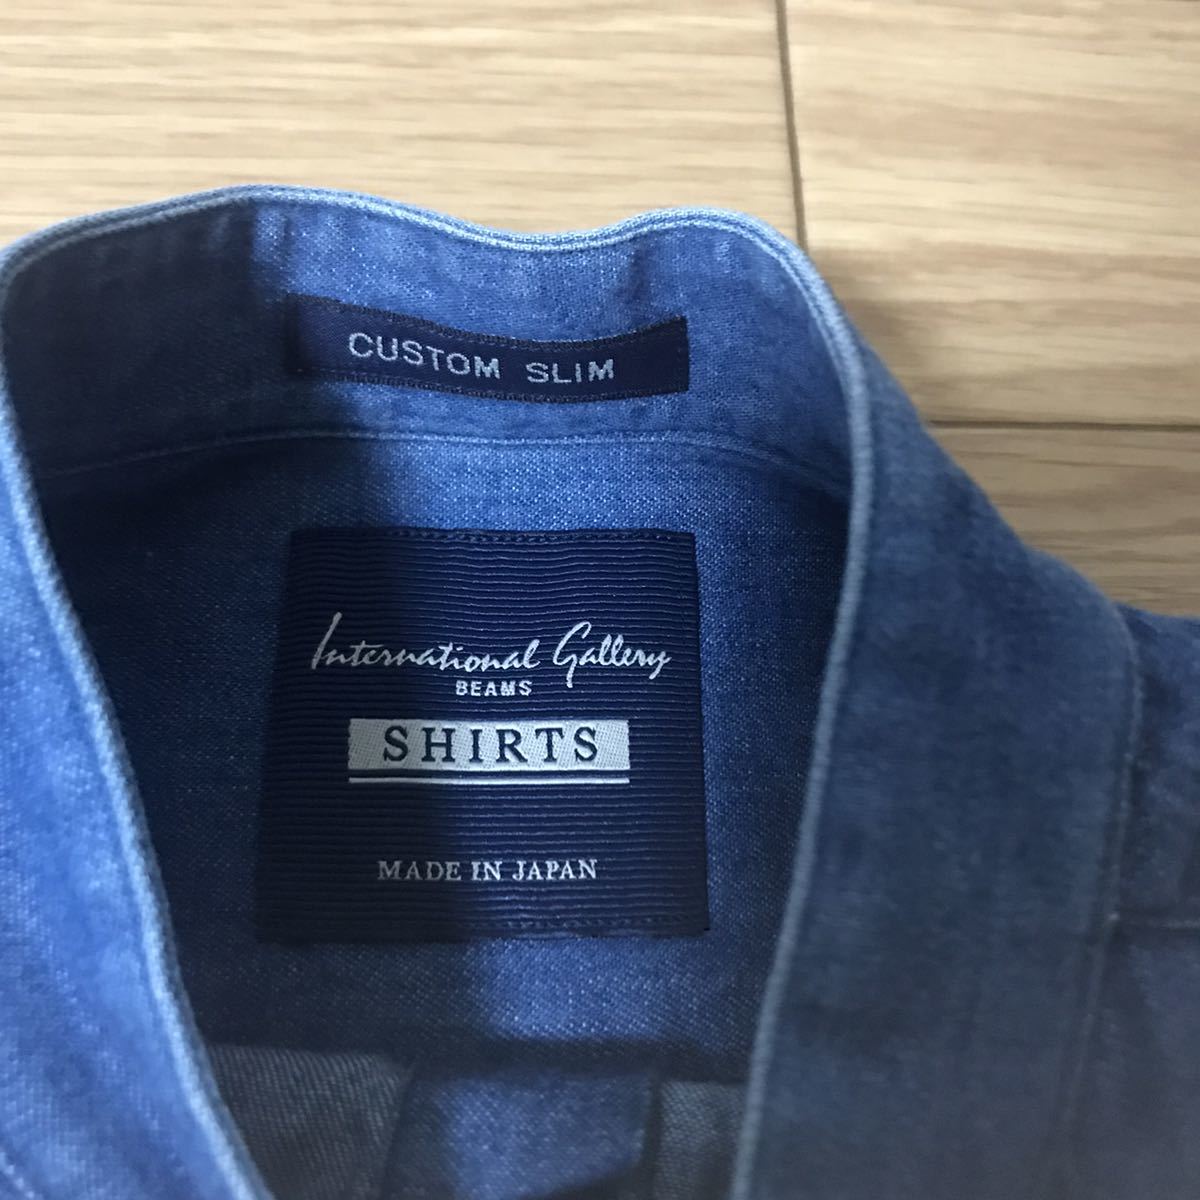 CUSTOM SLIM
International Gallery
BEAMS
SHIRTS
MADE IN JAPAN